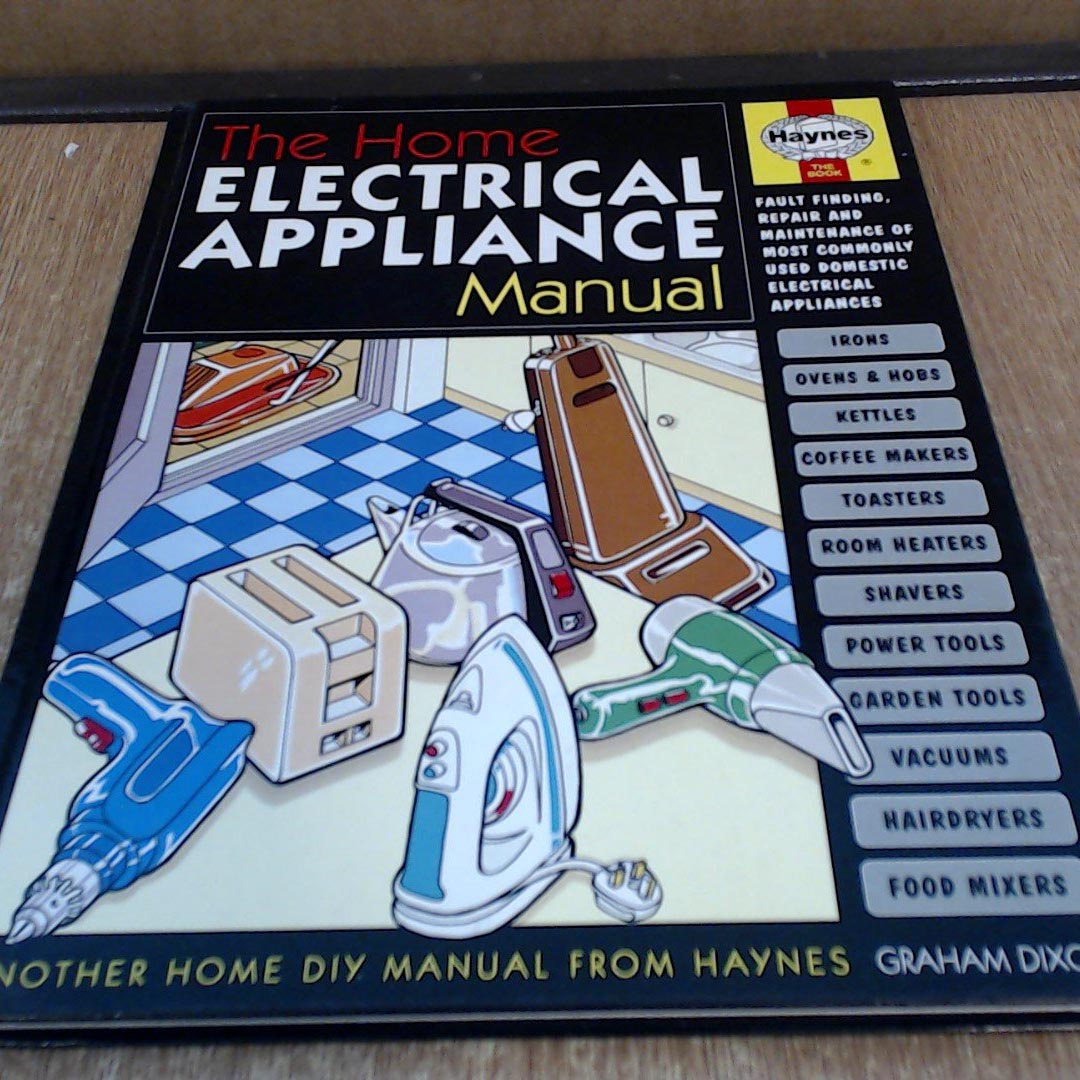 The Home
ELECTRICAL
APPLIANCE
Manual
Haynes
THE
BOOK
®
FAULT FINDING,
REPAIR AND
MAINTENANCE OF
MOST COMMONLY
USED DOMESTIC
ELECTRICAL
APPLIANCES
IRONS
OVENS & HOBS
KETTLES
COFFEE MAKERS
TOASTERS
ROOM HEATERS
SHAVERS
POWER TOOLS
GARDEN TOOLS
VACUUMS
HAIRDRYERS
FOOD MIXERS
NOTHER HOME DIY MANUAL FROM HAYNES
GRAHAM DIXO